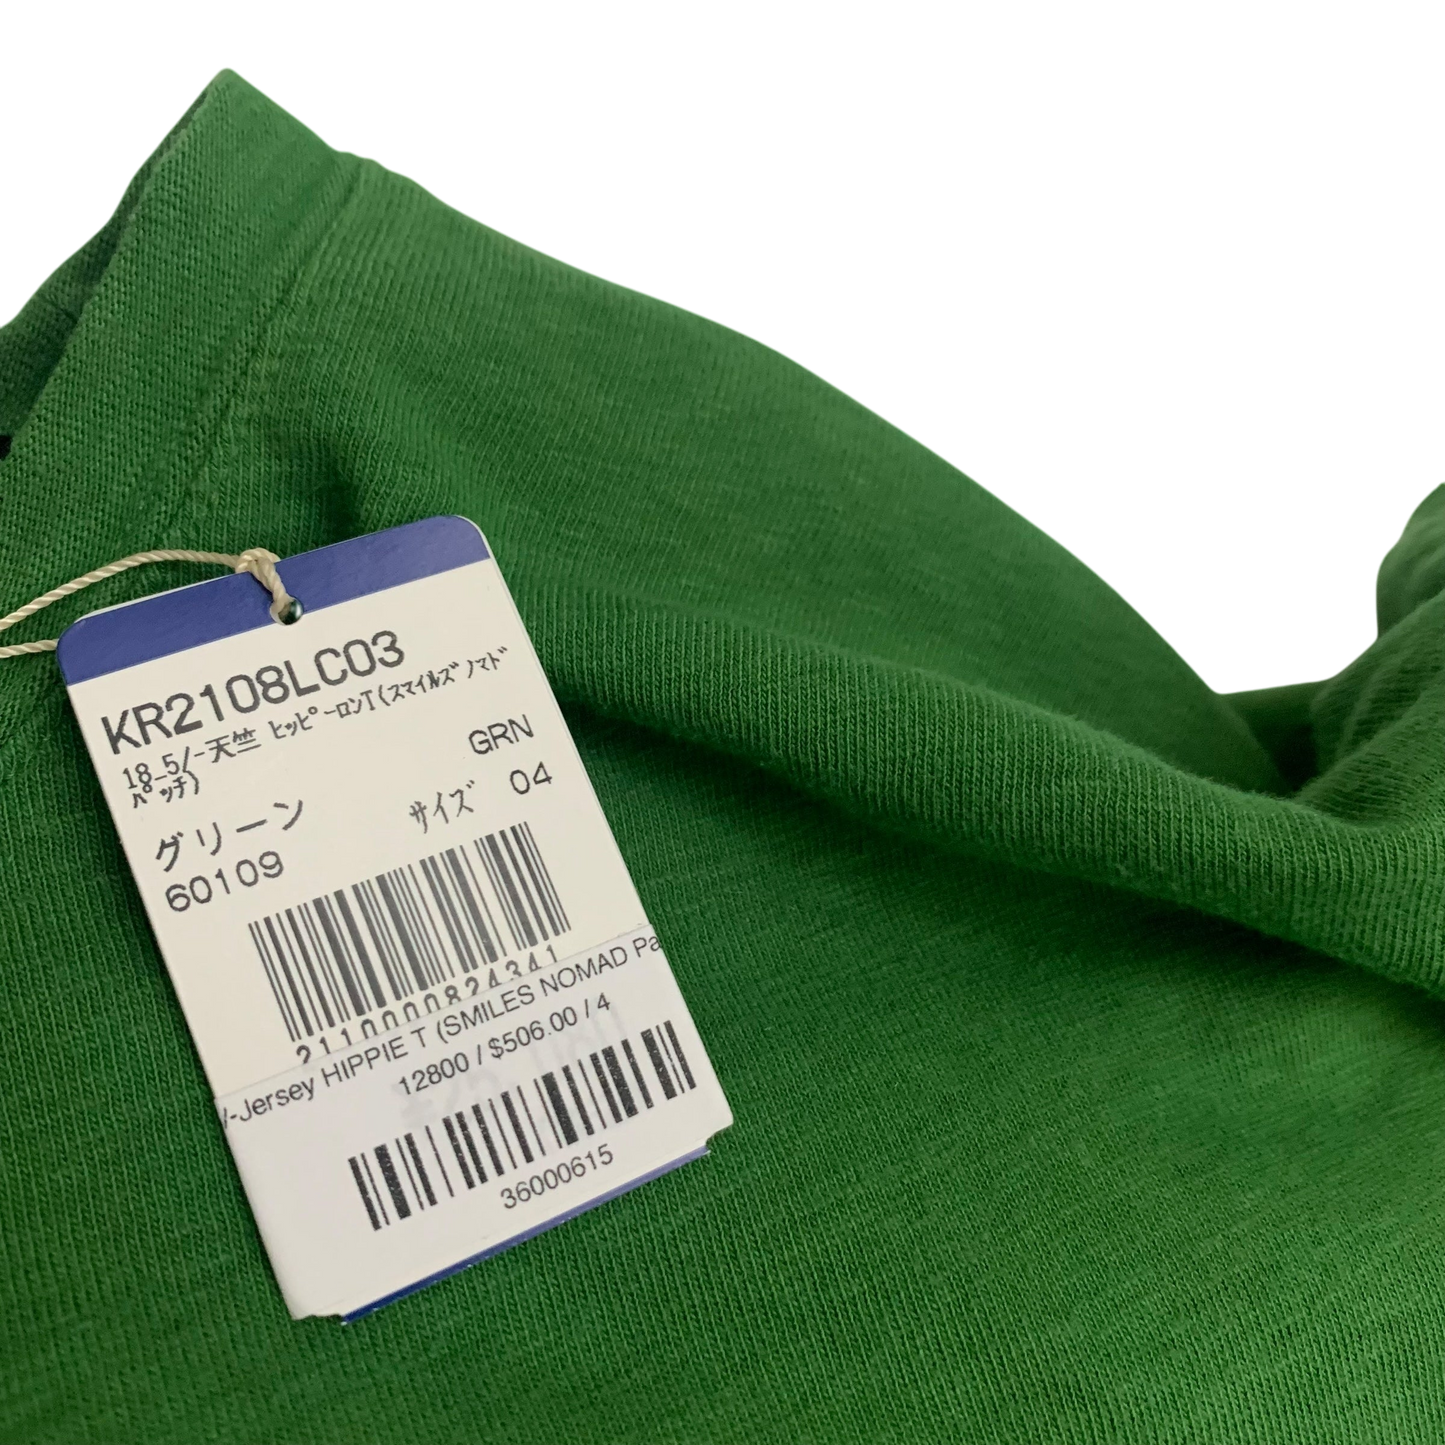 KR2108LC03
18_5/-天竺 ﾋｯﾋﾟｰﾛﾝT(ｽﾏｲﾙｽﾞﾉﾏﾄﾞ
ﾊﾟｯﾁ)
GRN
グリーン サイズ 04
60109
2110000824341
/-Jersey HIPPIE T (SMILES NOMAD Pa
12800 / $506.00 / 4
36000615